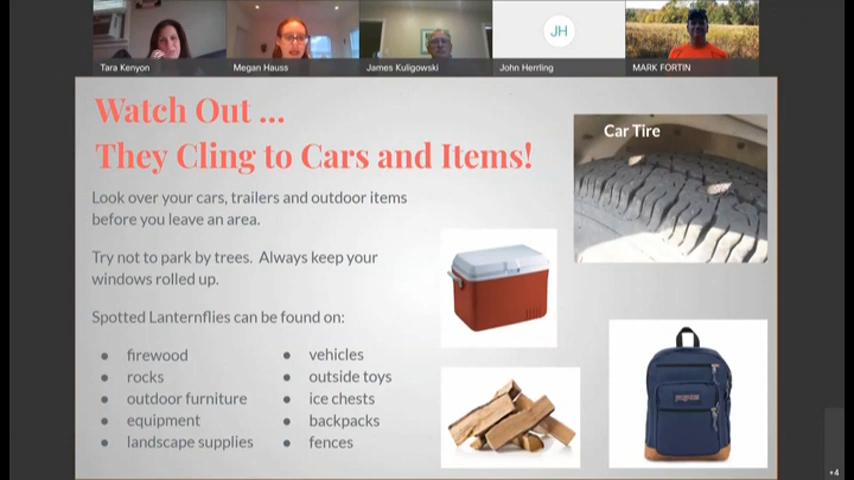 JH
Tara Kenyon
Megan Hauss
James Kuligowski
John Herrling
MARK FORTIN
Watch Out ...
They Cling to Cars and Items!
Car Tire
Look over your cars, trailers and outdoor items
before you leave an area.
Try not to park by trees. Always keep your
windows rolled up.
Spotted Lanternflies can be found on:
firewood
rocks
outdoor furniture
equipment
landscape supplies
vehicles
outside toys
ice chests
backpacks
fences
JANSPORT
+4